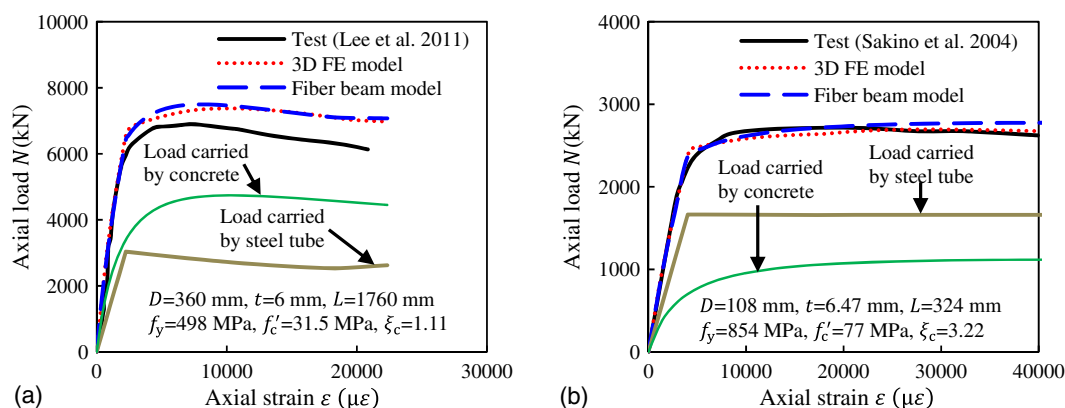 10000
8000
6000
4000
2000
0
Axial load N (kN)
Test (Lee et al. 2011)
3D FE model
Fiber beam model
Load carried
by concrete
Load carried
by steel tube
D=360 mm, t=6 mm, L=1760 mm
fy=498 MPa, fc′=31.5 MPa, ξc=1.11
0
10000
20000
30000
Axial strain ε (με)
(a)
4000
3000
2000
1000
0
Axial load N (kN)
Test (Sakino et al. 2004)
3D FE model
Fiber beam model
Load carried
by concrete
Load carried
by steel tube
D=108 mm, t=6.47 mm, L=324 mm
fy=854 MPa, fc′=77 MPa, ξc=3.22
0
10000
20000
30000
40000
Axial strain ε (με)
(b)